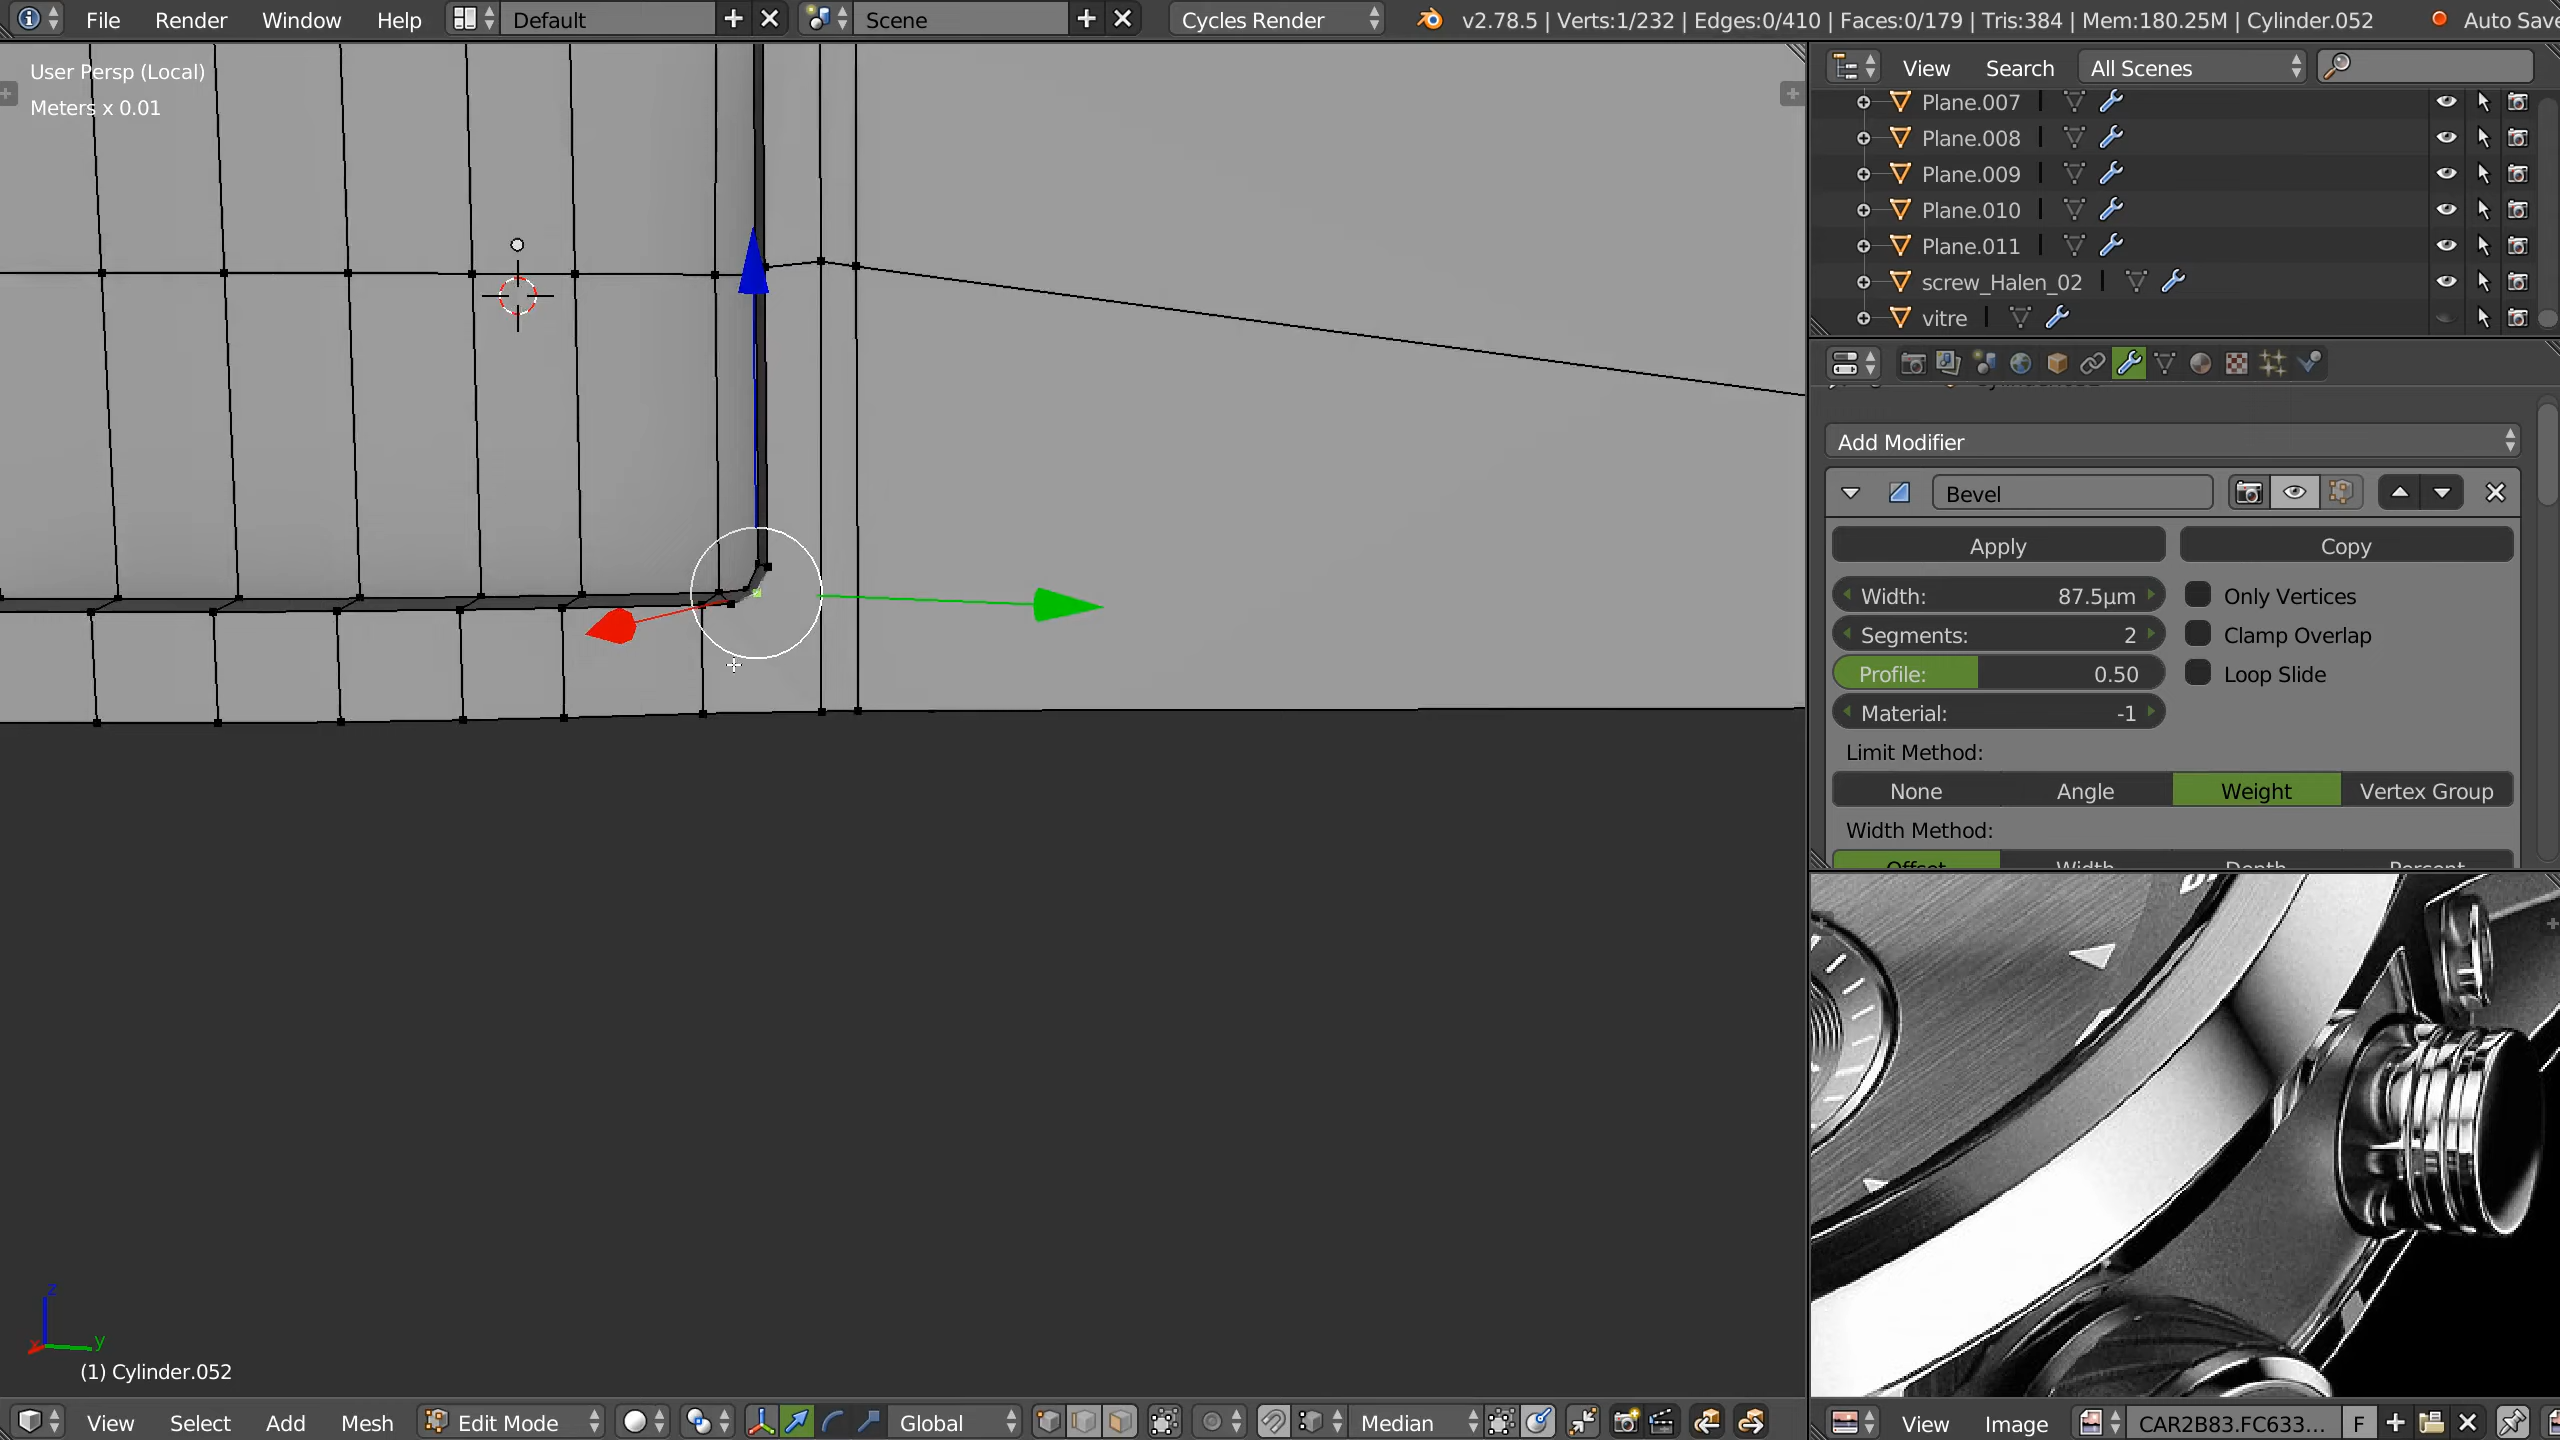 File Render Window Help Default Scene Cycles Render v2.78.5 | Verts:1/232 | Edges:0/410 | Faces:0/179 | Tris:384 | Mem:180.25M | Cylinder.052 Auto Save
User Persp (Local)
Meters x 0.01
z
y
x
(1) Cylinder.052
View Select Add Mesh Edit Mode Global Median
View Search All Scenes
Plane.007
Plane.008
Plane.009
Plane.010
Plane.011
screw_Halen_02
vitre
Add Modifier
Bevel
Apply Copy
Width: 87.5µm Only Vertices
Segments: 2 Clamp Overlap
Profile: 0.50 Loop Slide
Material: -1
Limit Method:
None Angle Weight Vertex Group
Width Method:
Offset Width Depth Percent
View Image CAR2B83.FC633... F